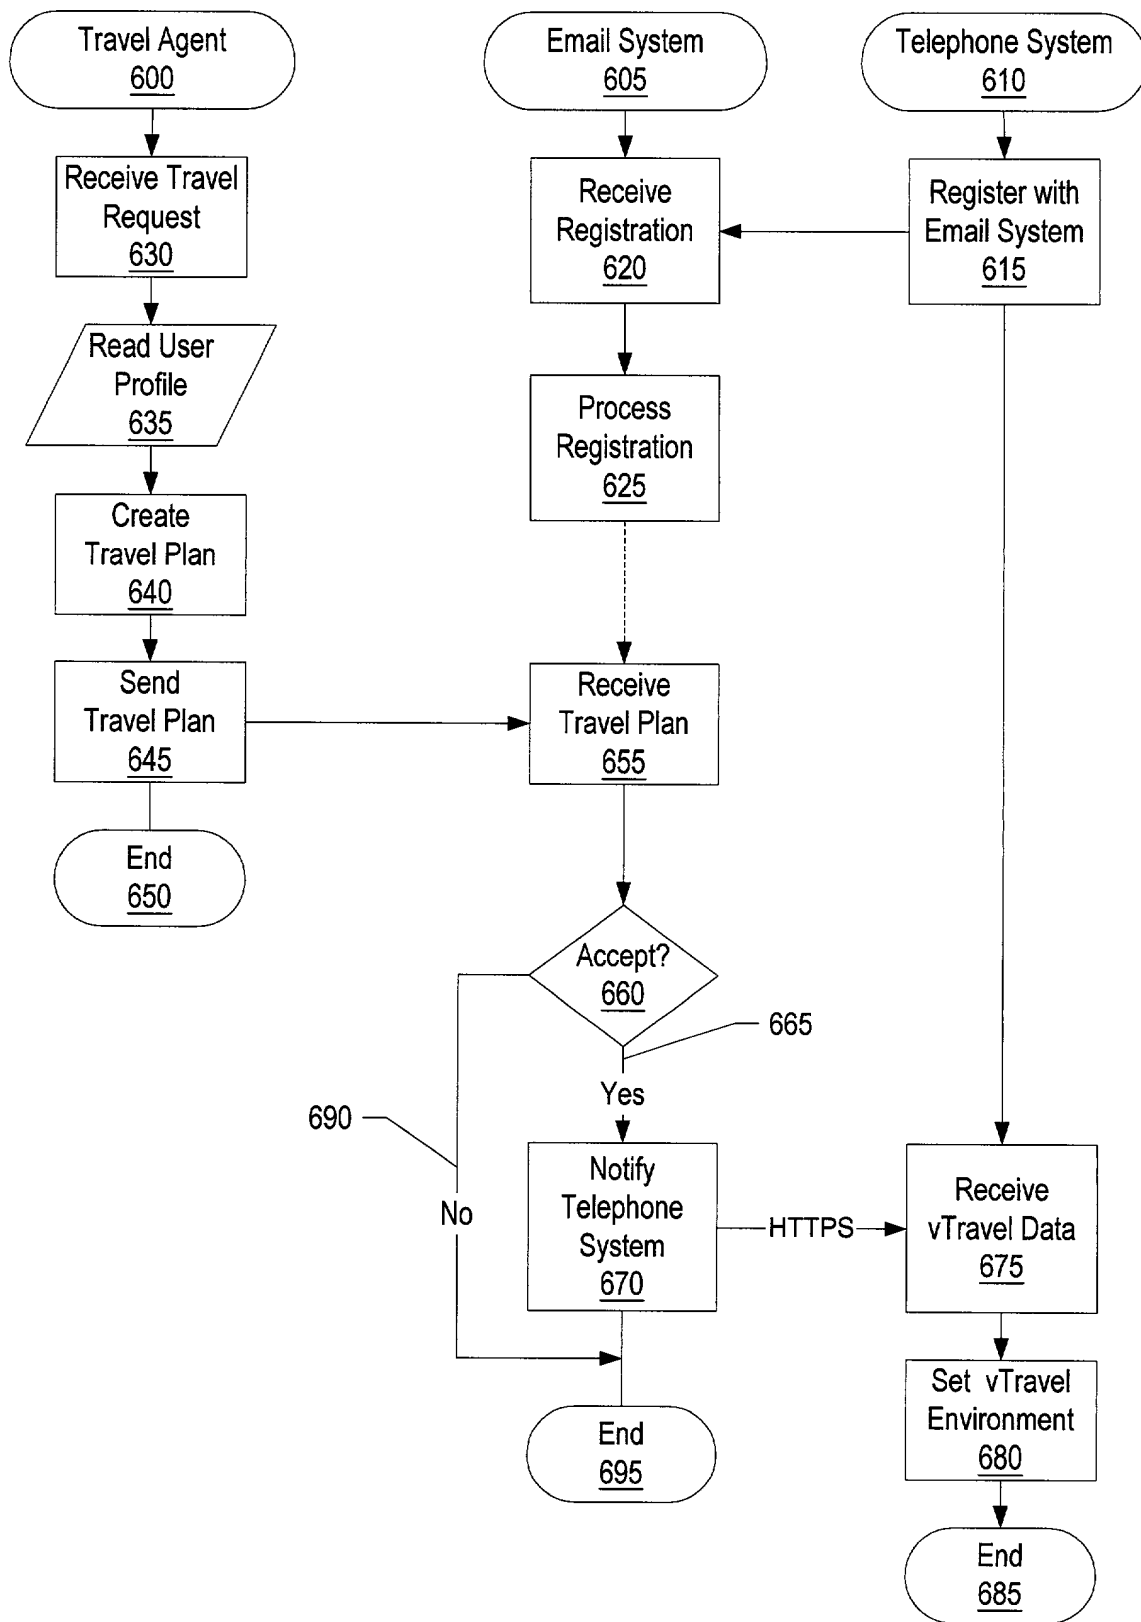 Travel Agent
600
Receive Travel
Request
630
Read User
Profile
635
Create
Travel Plan
640
Send
Travel Plan
645
End
650
Email System
605
Receive
Registration
620
Process
Registration
625
Receive
Travel Plan
655
Accept?
660
665
Yes
690
No
Notify
Telephone
System
670
HTTPS
End
695
Telephone System
610
Register with
Email System
615
Receive
vTravel Data
675
Set vTravel
Environment
680
End
685